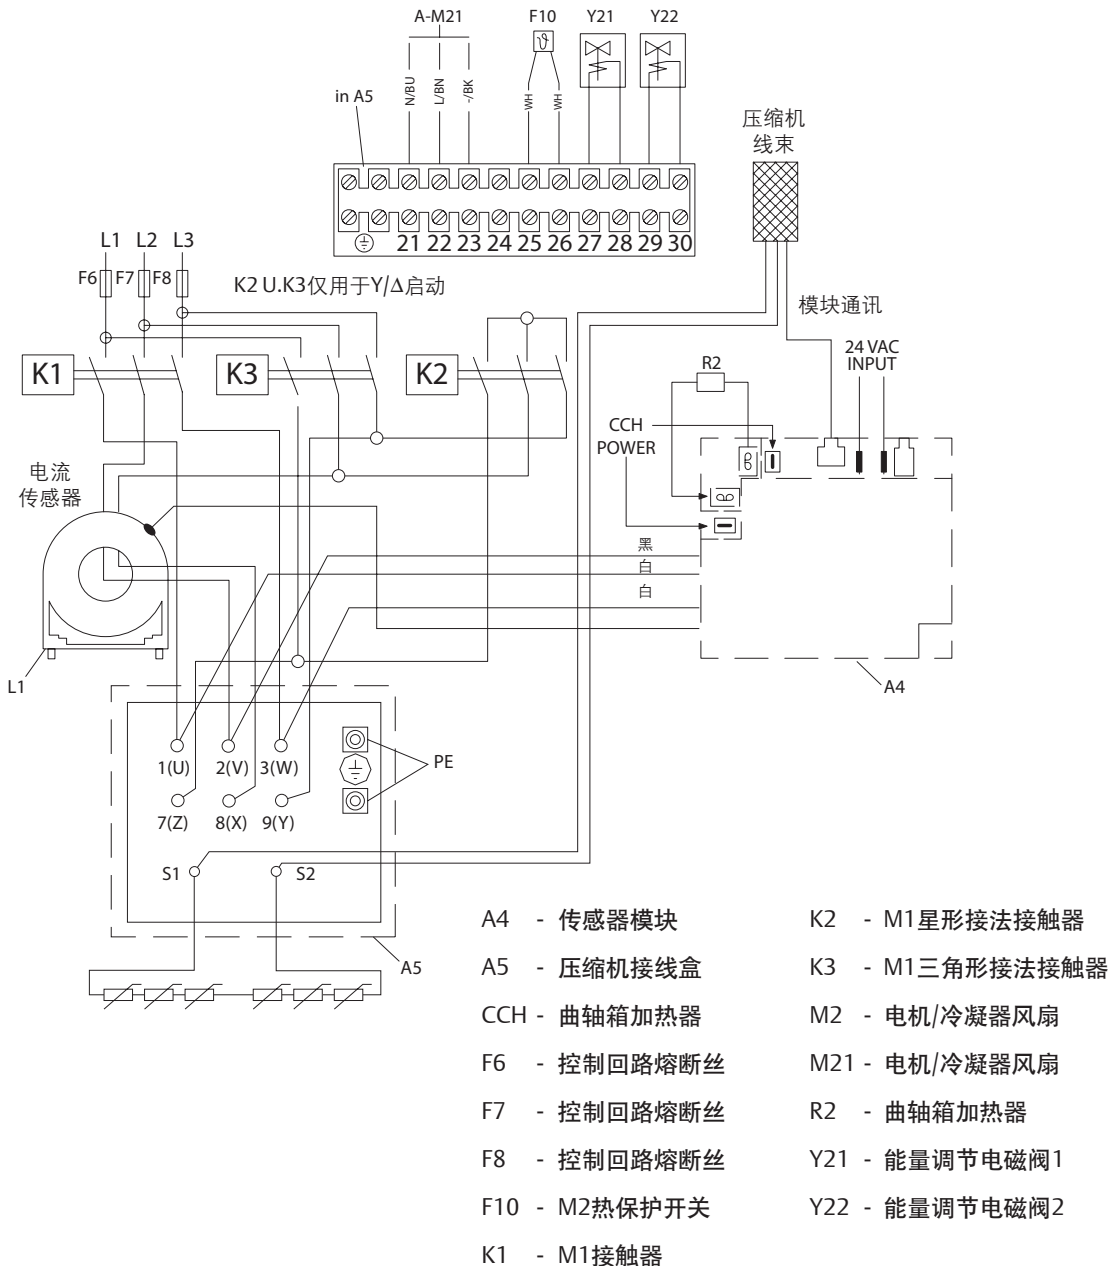 A-M21 F10 Y21 Y22
N/BU L/BN -/BK WH WH
in A5
压缩机
线束
21 22 23 24 25 26 27 28 29 30
L1 L2 L3
F6 F7 F8
K2 U.K3仅用于Y/Δ启动
模块通讯
24 VAC
INPUT
K1 K3 K2
R2
CCH
POWER
电流
传感器
黑
白
白
L1
A4
1(U) 2(V) 3(W)
PE
7(Z) 8(X) 9(Y)
S1 S2
A5
A4 - 传感器模块
A5 - 压缩机接线盒
CCH - 曲轴箱加热器
F6 - 控制回路熔断丝
F7 - 控制回路熔断丝
F8 - 控制回路熔断丝
F10 - M2热保护开关
K1 - M1接触器
K2 - M1星形接法接触器
K3 - M1三角形接法接触器
M2 - 电机/冷凝器风扇
M21 - 电机/冷凝器风扇
R2 - 曲轴箱加热器
Y21 - 能量调节电磁阀1
Y22 - 能量调节电磁阀2